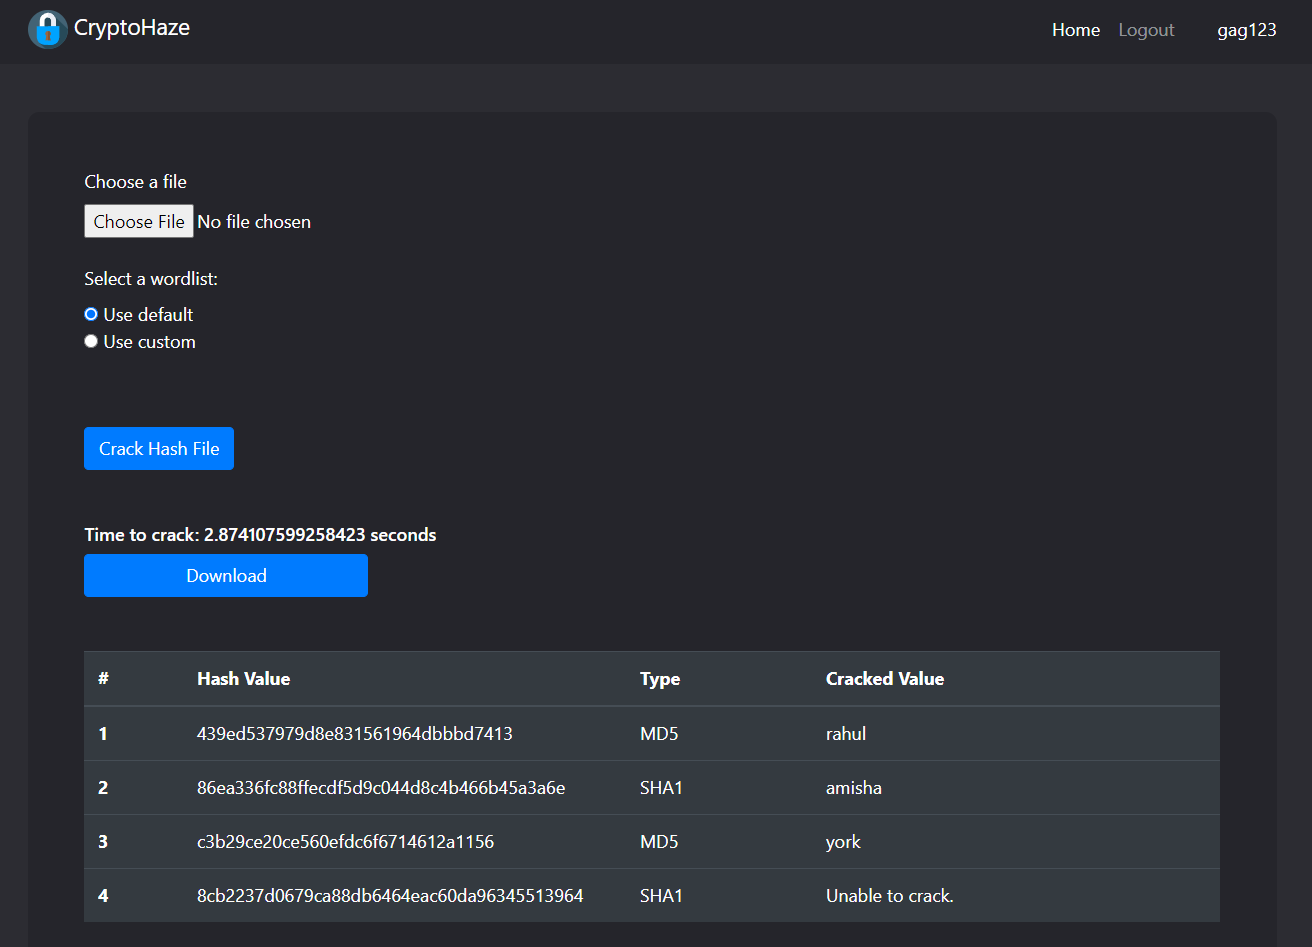 CryptoHaze
Home Logout gag123
Choose a file
Choose File No file chosen
Select a wordlist:
Use default
Use custom
Crack Hash File
Time to crack: 2.874107599258423 seconds
Download
# Hash Value Type Cracked Value
1 439ed537979d8e831561964dbbbd7413 MD5 rahul
2 86ea336fc88ffecdf5d9c044d8c4b466b45a3a6e SHA1 amisha
3 c3b29ce20ce560efdc6f6714612a1156 MD5 york
4 8cb2237d0679ca88db6464eac60da96345513964 SHA1 Unable to crack.